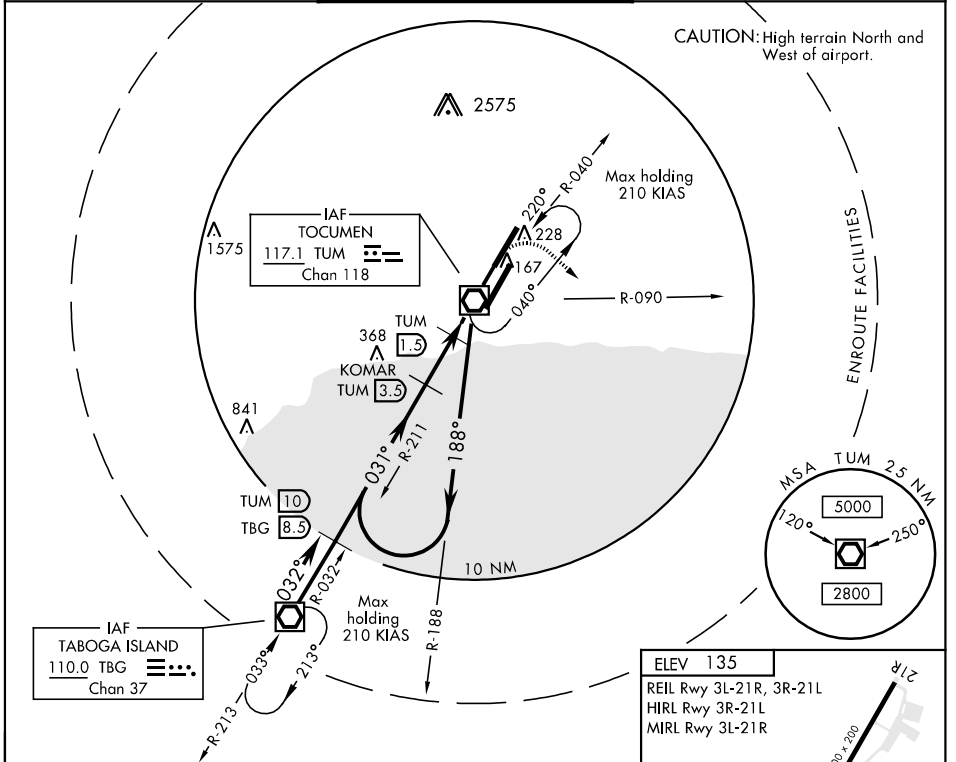 CAUTION: High terrain North and
West of airport.
2575
R-040
220°
Max holding
210 KIAS
IAF
TOCUMEN
117.1 TUM
Chan 118
1575
228
167
040°
R-090
ENROUTE FACILITIES
TUM
1.5
368
KOMAR
TUM 3.5
841
031°
R-211
188°
MSA TUM 25 NM
5000
120°
250°
2800
TUM 10
TBG 8.5
10 NM
032°
R-032
R-188
Max
holding
210 KIAS
IAF
TABOGA ISLAND
110.0 TBG
Chan 37
033°
213°
R-213
ELEV 135
REIL Rwy 3L-21R, 3R-21L
HIRL Rwy 3R-21L
MIRL Rwy 3L-21R
21R